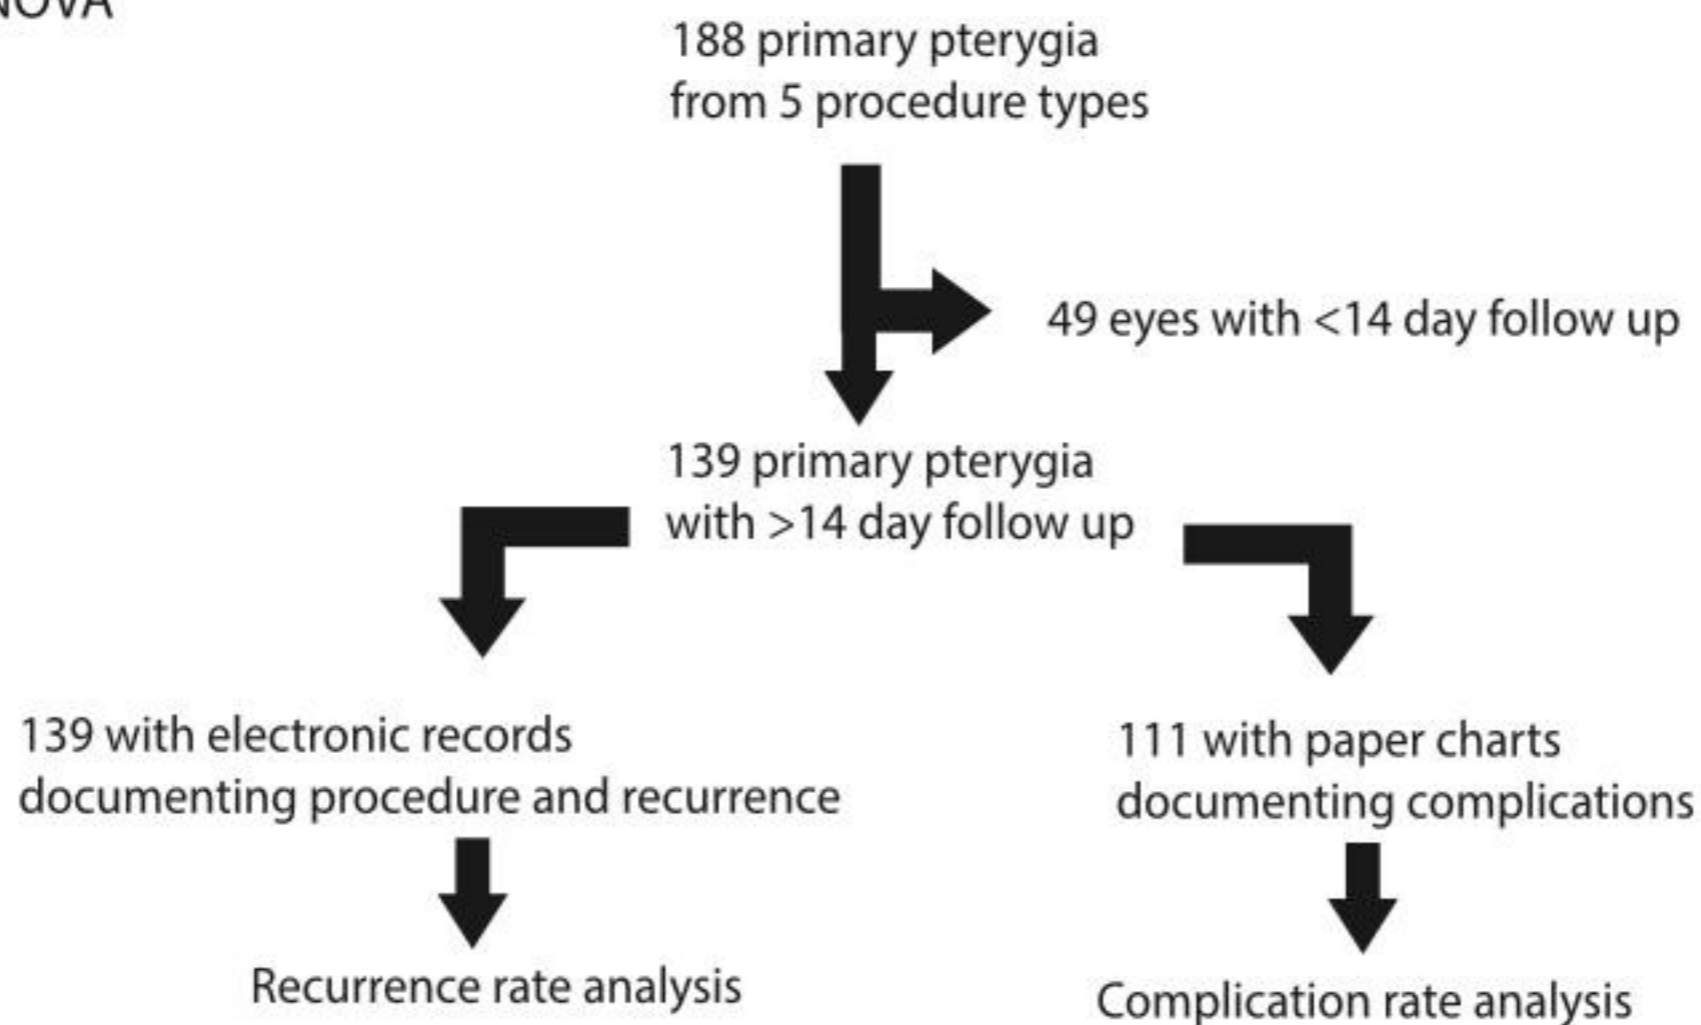 NOVA
188 primary pterygia
from 5 procedure types
49 eyes with <14 day follow up
139 primary pterygia
with >14 day follow up
139 with electronic records
documenting procedure and recurrence
111 with paper charts
documenting complications
Recurrence rate analysis
Complication rate analysis